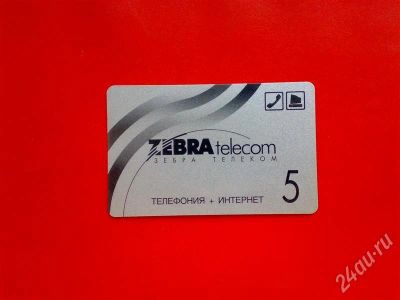 ZEBRAtelecom
ЗЕБРА ТЕЛЕКОМ
5
ТЕЛЕФОНИЯ + ИНТЕРНЕТ
24au.ru